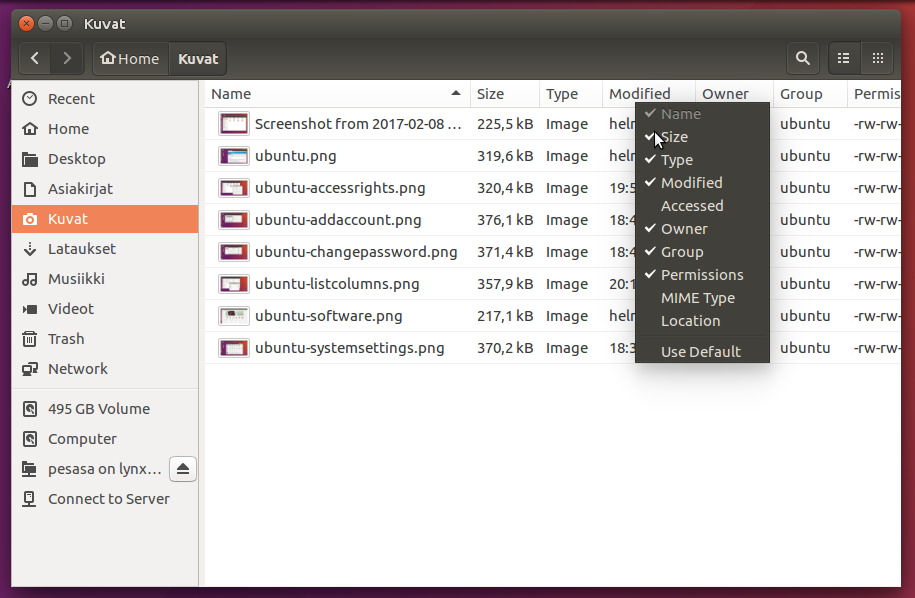 Kuvat
Home Kuvat
Recent
Home
Desktop
Asiakirjat
Kuvat
Lataukset
Musiikki
Videot
Trash
Network
495 GB Volume
Computer
pesasa on lynx…
Connect to Server
Name Size Type Modified Owner Group Permis
Screenshot from 2017-02-08 … 225,5 kB Image helm ubuntu -rw-rw-
ubuntu.png 319,6 kB Image helm ubuntu -rw-rw-
ubuntu-accessrights.png 320,4 kB Image 19:5 ubuntu -rw-rw-
ubuntu-addaccount.png 376,1 kB Image 18:4 ubuntu -rw-rw-
ubuntu-changepassword.png 371,4 kB Image 18:4 ubuntu -rw-rw-
ubuntu-listcolumns.png 357,9 kB Image 20:1 ubuntu -rw-rw-
ubuntu-software.png 217,1 kB Image helm ubuntu -rw-rw-
ubuntu-systemsettings.png 370,2 kB Image 18:3 ubuntu -rw-rw-
Name
Size
Type
Modified
Accessed
Owner
Group
Permissions
MIME Type
Location
Use Default